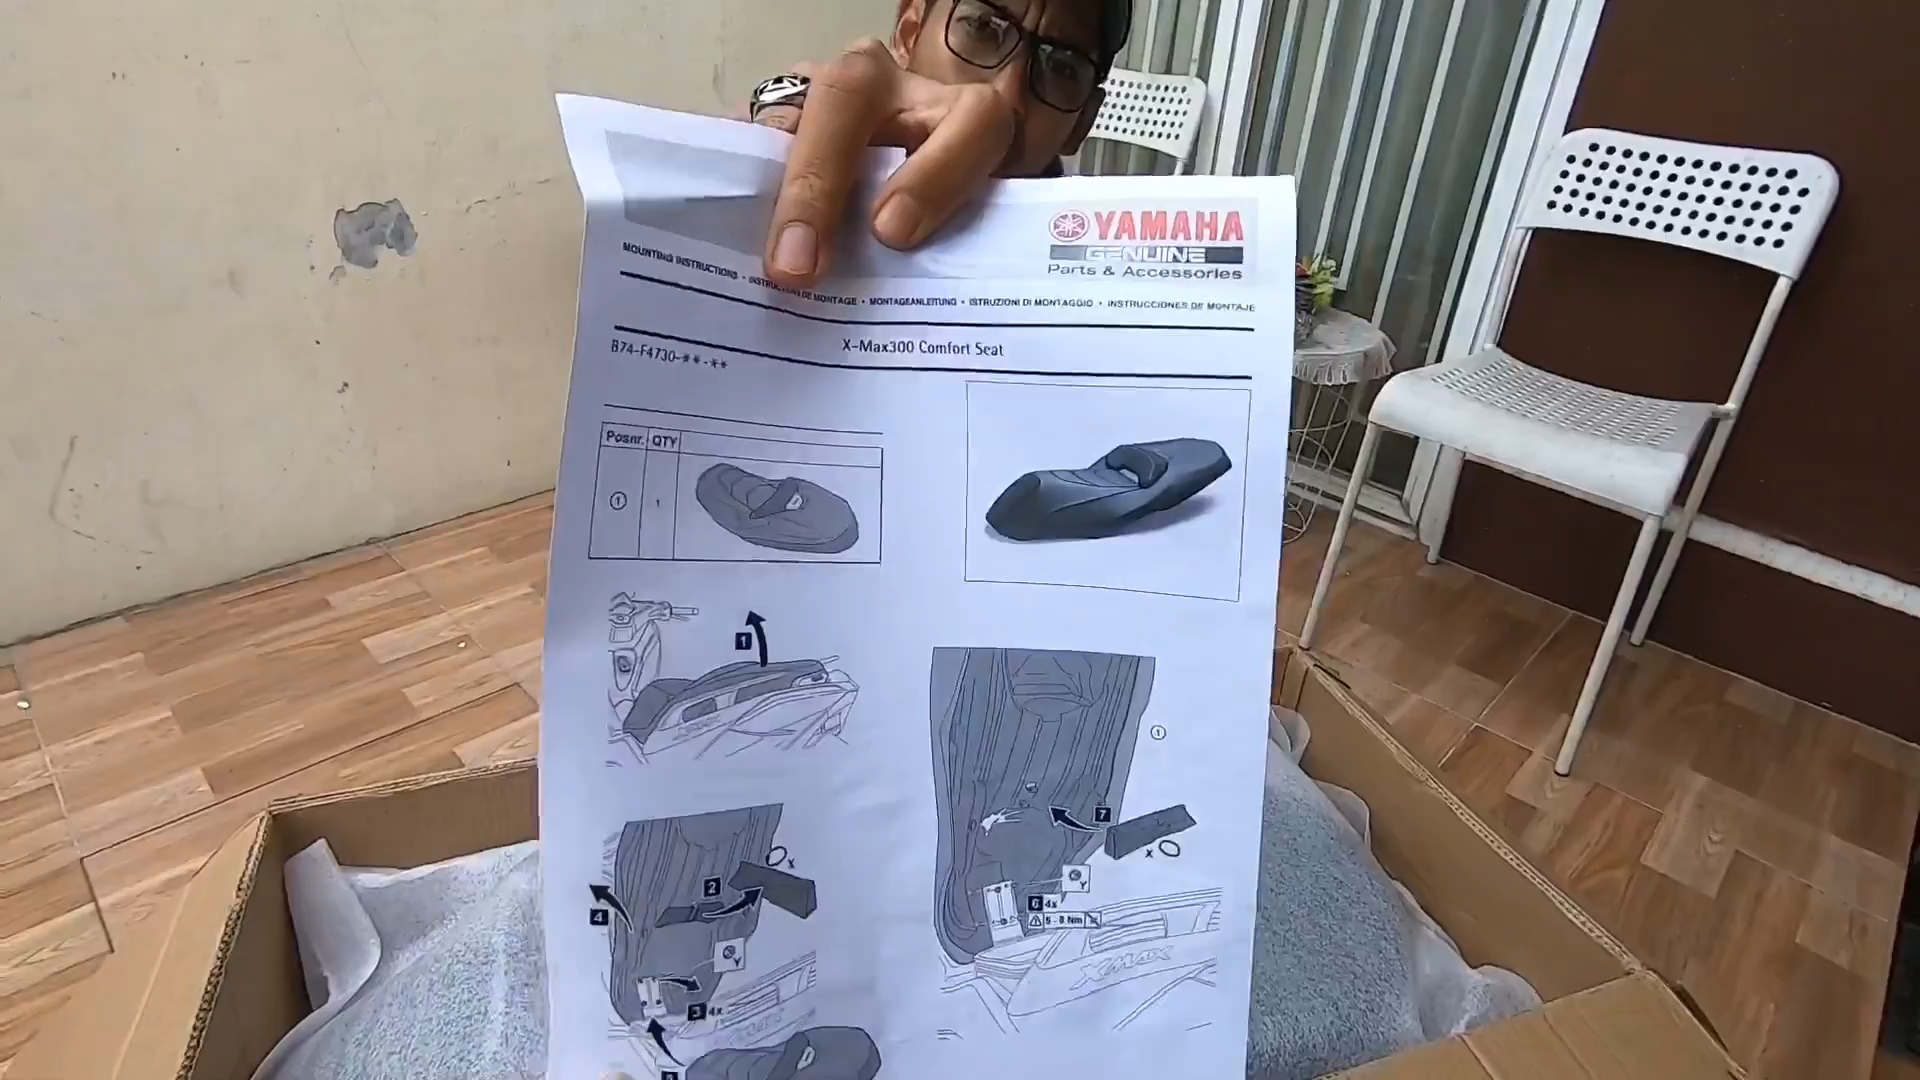 YAMAHA
GENUINE
Parts & Accessories
MOUNTING INSTRUCTIONS • INSTRUCTION DE MONTAGE • MONTAGEANLEITUNG • ISTRUZIONI DI MONTAGGIO • INSTRUCCIONES DE MONTAJE
X-Max300 Comfort Seat
B74-F4730-**-**
Posnr. QTY
1 1
1
1
2
X
4
Y
3 4x
7
X
Y
6 4x
5 - 8 Nm
XMAX